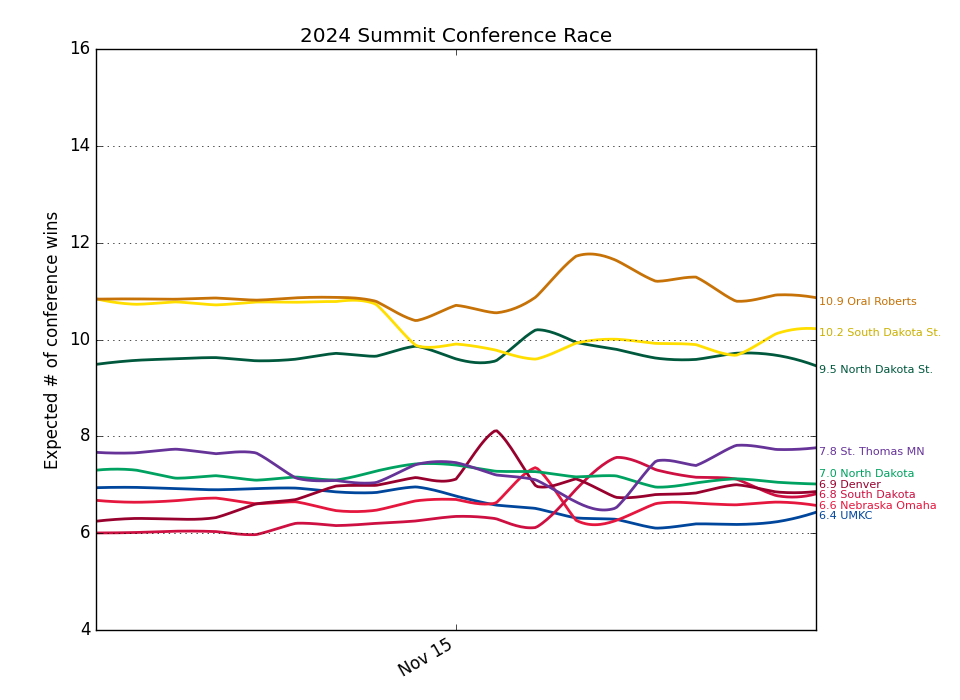 2024 Summit Conference Race
Expected # of conference wins
16
14
12
10
8
6
4
Nov 15
10.9 Oral Roberts
10.2 South Dakota St.
9.5 North Dakota St.
7.8 St. Thomas MN
7.0 North Dakota
6.9 Denver
6.8 South Dakota
6.6 Nebraska Omaha
6.4 UMKC